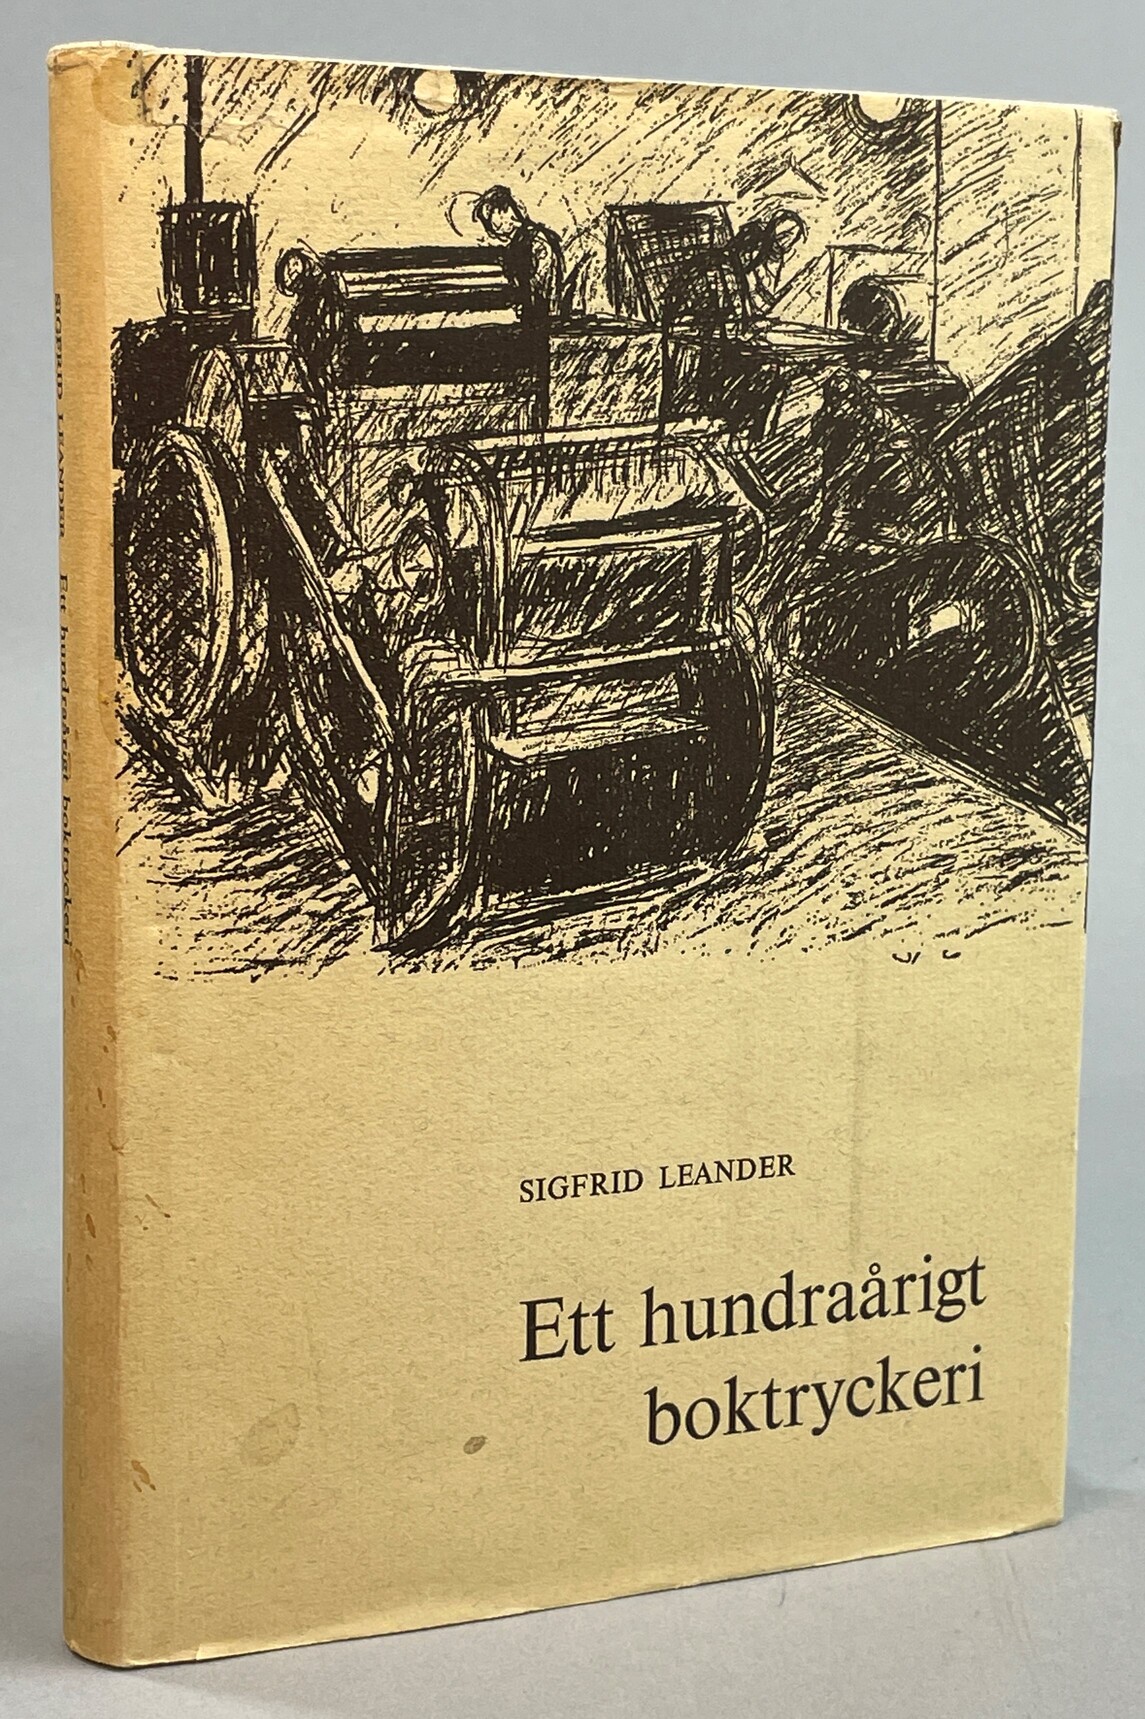 SIGFRID LEANDER Ett hundraårigt boktryckeri
SIGFRID LEANDER
Ett hundraårigt
boktryckeri